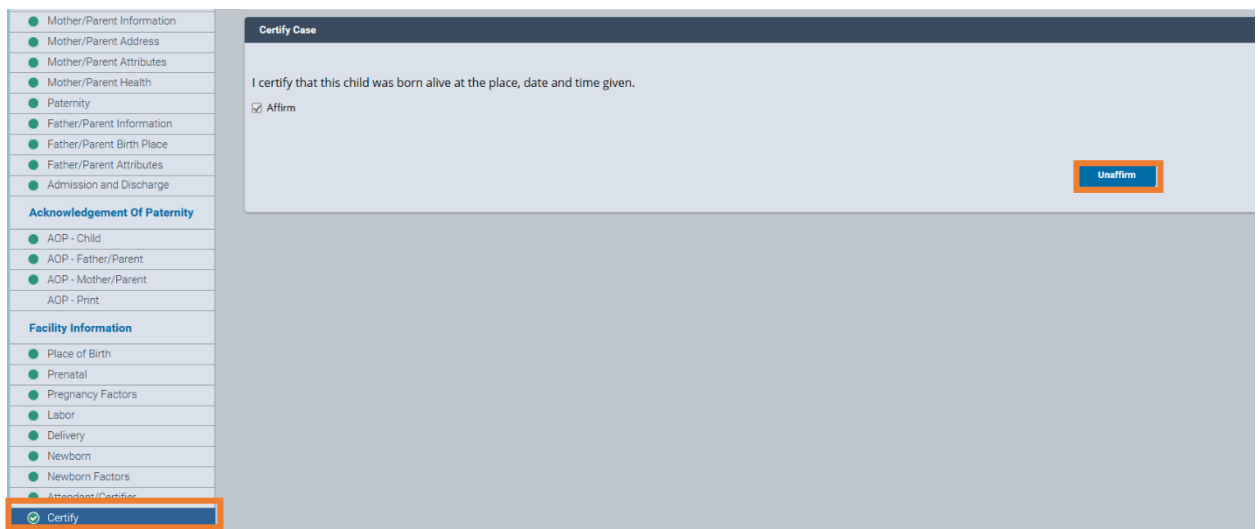 Mother/Parent Information
Mother/Parent Address
Mother/Parent Attributes
Mother/Parent Health
Paternity
Father/Parent Information
Father/Parent Birth Place
Father/Parent Attributes
Admission and Discharge
Acknowledgement Of Paternity
AOP - Child
AOP - Father/Parent
AOP - Mother/Parent
AOP - Print
Facility Information
Place of Birth
Prenatal
Pregnancy Factors
Labor
Delivery
Newborn
Newborn Factors
Attendant/Certifier
Certify
Certify Case
I certify that this child was born alive at the place, date and time given.
Affirm
Unaffirm